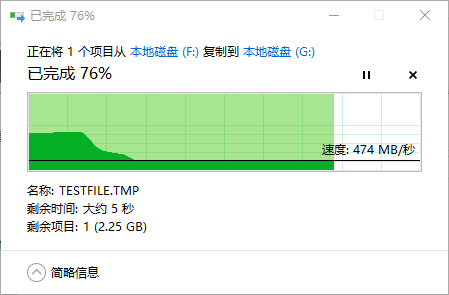 已完成 76%
正在将 1 个项目从 本地磁盘 (F:) 复制到 本地磁盘 (G:)
已完成 76%
速度: 474 MB/秒
名称: TESTFILE.TMP
剩余时间: 大约 5 秒
剩余项目: 1 (2.25 GB)
简略信息